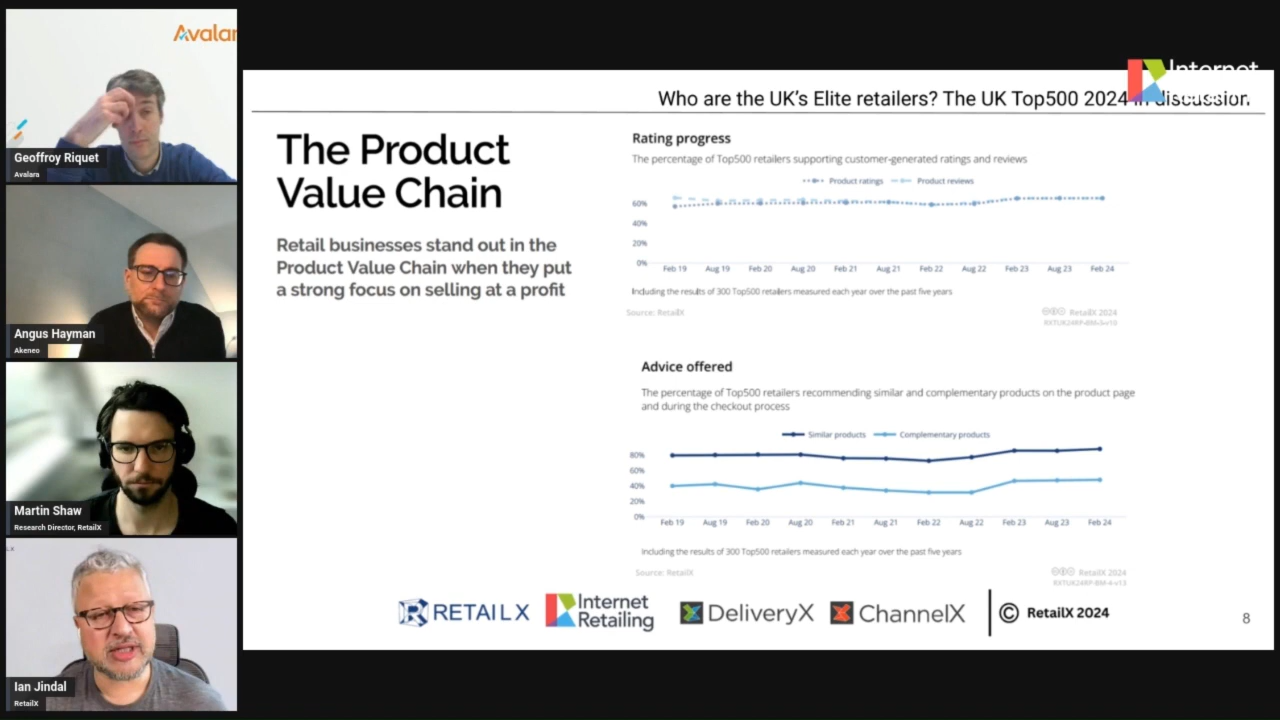 Avalar
Geoffroy Riquet
Avalara
Angus Hayman
Akeneo
Martin Shaw
Research Director, RetailX
Ian Jindal
RetailX
Internet
Who are the UK's Elite retailers? The UK Top500 2024 in discussion
The Product
Value Chain
Retail businesses stand out in the
Product Value Chain when they put
a strong focus on selling at a profit
Rating progress
The percentage of Top500 retailers supporting customer-generated ratings and reviews
Product ratings Product reviews
60%
40%
20%
0%
Feb 19 Aug 19 Feb 20 Aug 20 Feb 21 Aug 21 Feb 22 Aug 22 Feb 23 Aug 23 Feb 24
Including the results of 300 Top500 retailers measured each year over the past five years
Source: RetailX
RetailX 2024
RXTUK24RP-BM-3-v10
Advice offered
The percentage of Top500 retailers recommending similar and complementary products on the product page
and during the checkout process
Similar products Complementary products
80%
60%
40%
20%
0%
Feb 19 Aug 19 Feb 20 Aug 20 Feb 21 Aug 21 Feb 22 Aug 22 Feb 23 Aug 23 Feb 24
Including the results of 300 Top500 retailers measured each year over the past five years
Source: RetailX
RetailX 2024
RXTUK24RP-BM-4-v13
RETAILX
Internet
Retailing
DeliveryX
ChannelX
© RetailX 2024
8